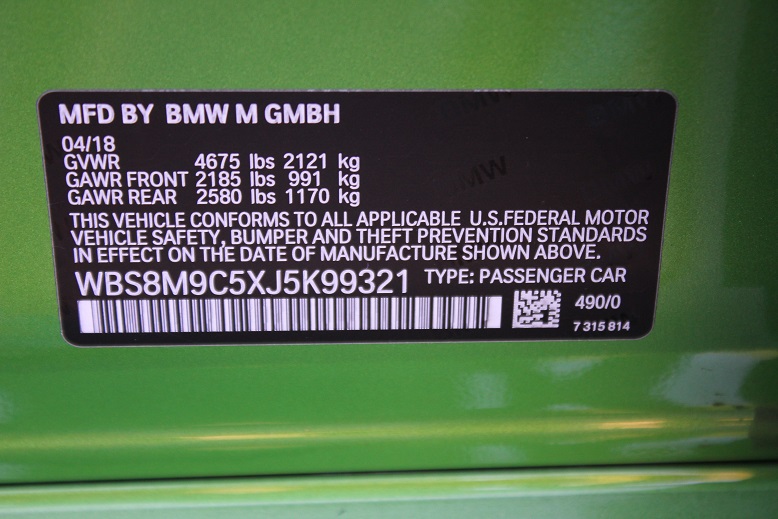 MFD BY BMW M GMBH
04/18
GVWR 4675 lbs 2121 kg
GAWR FRONT 2185 lbs 991 kg
GAWR REAR 2580 lbs 1170 kg
THIS VEHICLE CONFORMS TO ALL APPLICABLE U.S.FEDERAL MOTOR
VEHICLE SAFETY, BUMPER AND THEFT PREVENTION STANDARDS
IN EFFECT ON THE DATE OF MANUFACTURE SHOWN ABOVE.
WBS8M9C5XJ5K99321 TYPE: PASSENGER CAR
490/0
7 315 814